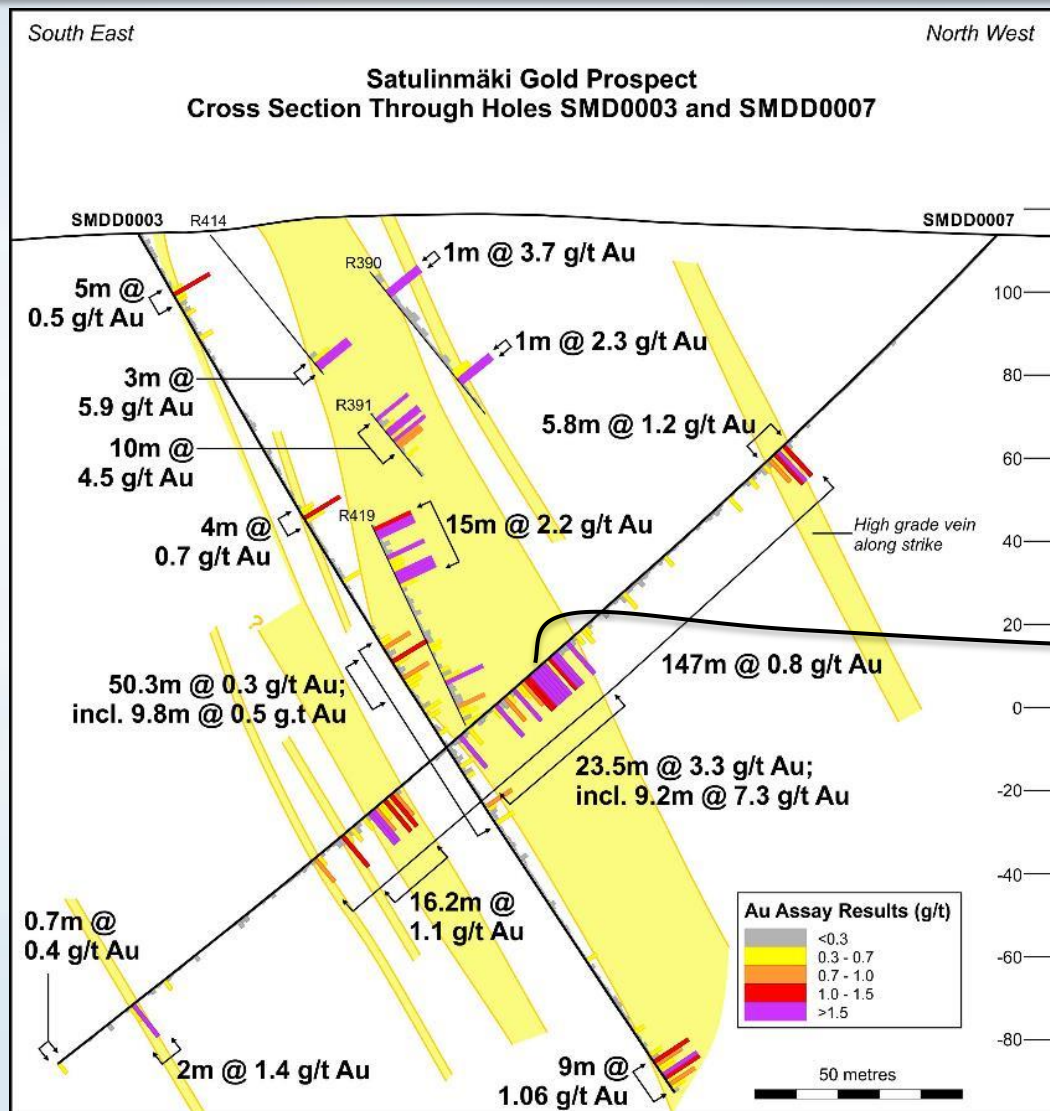 South East
North West
Satulinmäki Gold Prospect
Cross Section Through Holes SMD0003 and SMDD0007
SMDD0003
R414
SMDD0007
R390
1m @ 3.7 g/t Au
5m @
0.5 g/t Au
100
1m @ 2.3 g/t Au
3m @
5.9 g/t Au
80
R391
5.8m @ 1.2 g/t Au
10m @
4.5 g/t Au
60
R419
15m @ 2.2 g/t Au
4m @
0.7 g/t Au
High grade vein
along strike
40
?
20
147m @ 0.8 g/t Au
50.3m @ 0.3 g/t Au;
incl. 9.8m @ 0.5 g.t Au
0
23.5m @ 3.3 g/t Au;
incl. 9.2m @ 7.3 g/t Au
-20
-40
16.2m @
1.1 g/t Au
0.7m @
0.4 g/t Au
Au Assay Results (g/t)
<0.3
0.3 - 0.7
0.7 - 1.0
1.0 - 1.5
>1.5
-60
-80
2m @ 1.4 g/t Au
9m @
1.06 g/t Au
50 metres